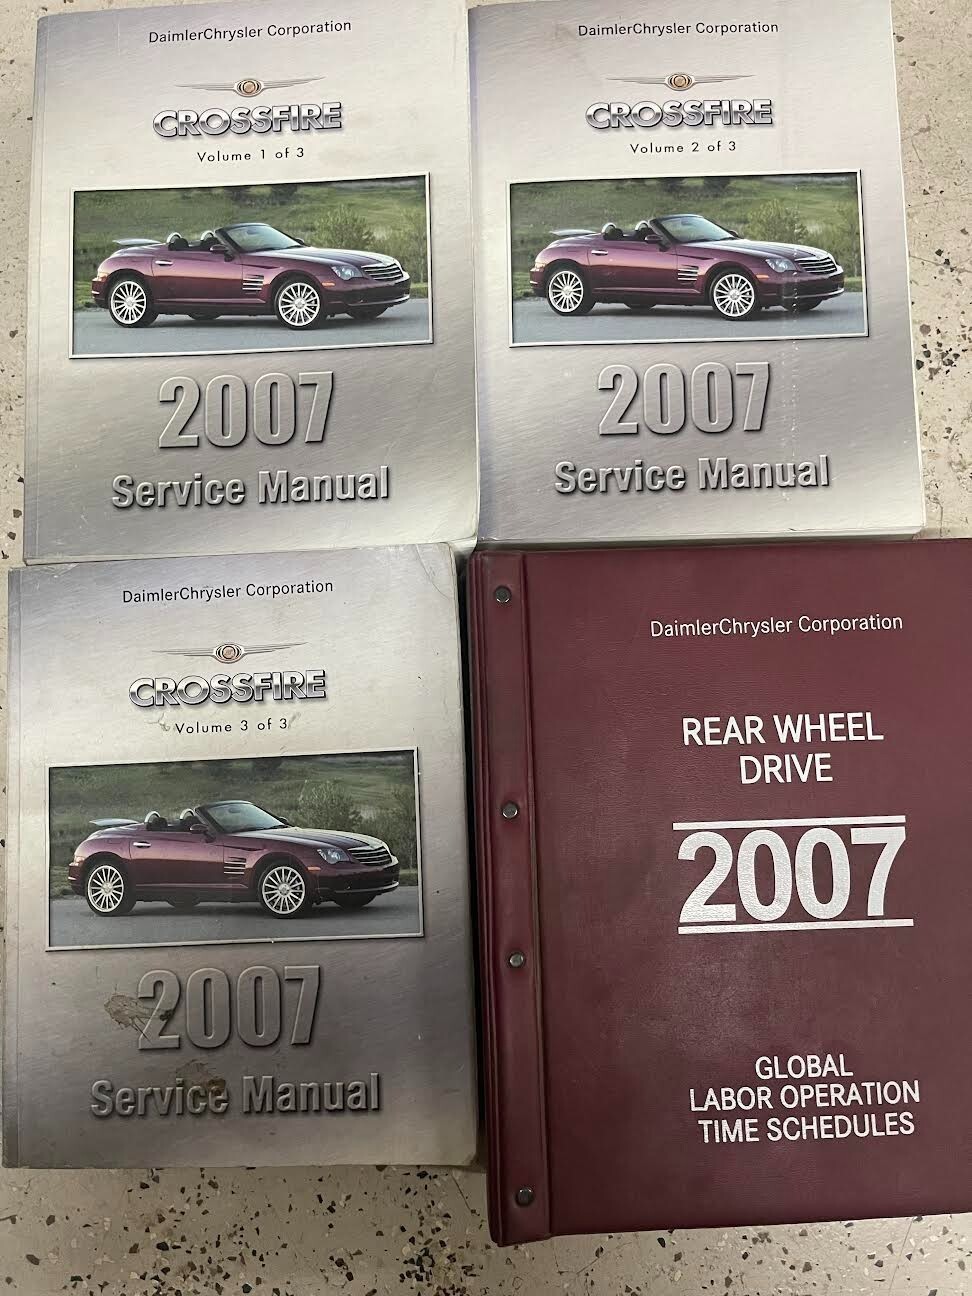 DaimlerChrysler Corporation
CROSSFIRE
Volume 1 of 3
2007
Service Manual
DaimlerChrysler Corporation
CROSSFIRE
Volume 2 of 3
2007
Service Manual
DaimlerChrysler Corporation
CROSSFIRE
Volume 3 of 3
2007
Service Manual
DaimlerChrysler Corporation
REAR WHEEL
DRIVE
2007
GLOBAL
LABOR OPERATION
TIME SCHEDULES